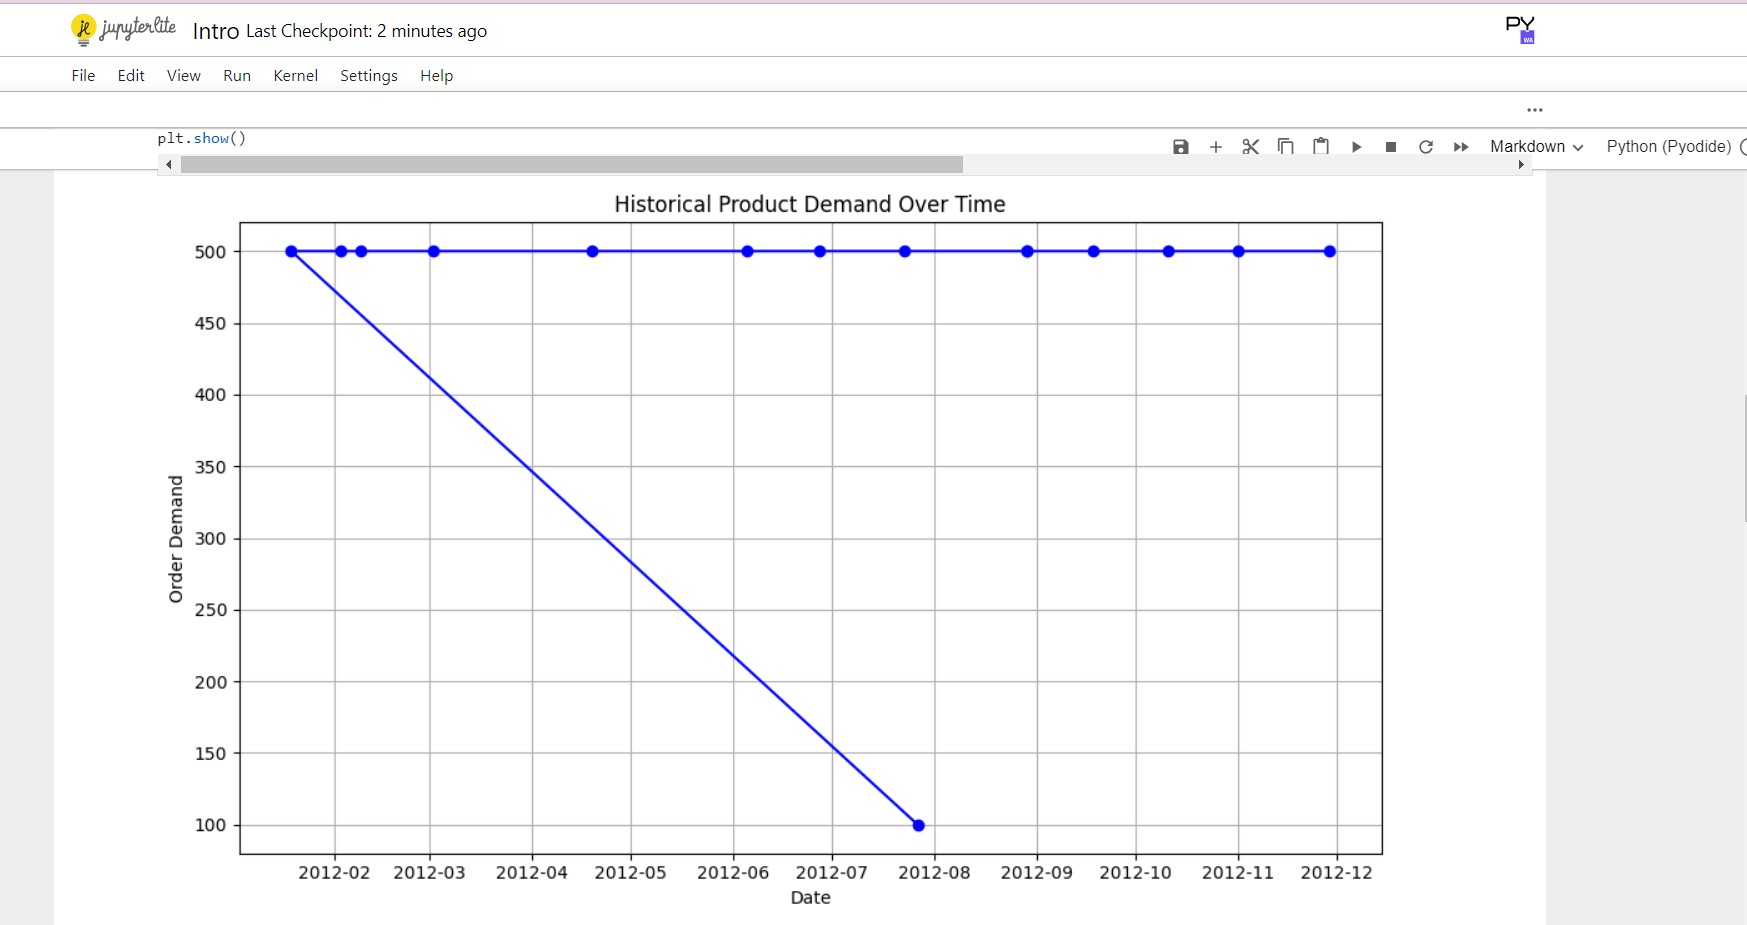 jupyterlite Intro Last Checkpoint: 2 minutes ago PY
WA
File Edit View Run Kernel Settings Help
...
plt.show()
Markdown Python (Pyodide)
Historical Product Demand Over Time
500
450
400
350
300
250
200
150
100
Order Demand
2012-02 2012-03 2012-04 2012-05 2012-06 2012-07 2012-08 2012-09 2012-10 2012-11 2012-12
Date